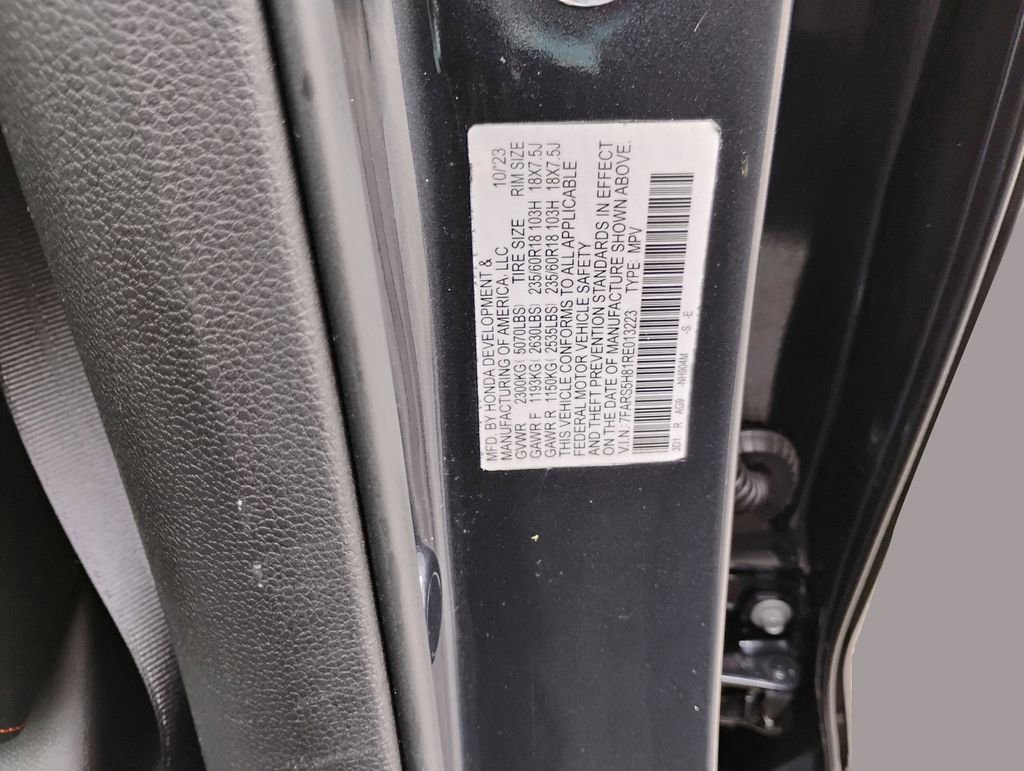 MFD. BY HONDA DEVELOPMENT &
MANUFACTURING OF AMERICA, LLC 10/'23
GVWR 2300KG( 5070LBS) TIRE SIZE RIM SIZE
GAWR F 1193KG( 2630LBS) 235/60R18 103H 18X7.5J
GAWR R 1150KG( 2535LBS) 235/60R18 103H 18X7.5J
THIS VEHICLE CONFORMS TO ALL APPLICABLE
FEDERAL MOTOR VEHICLE SAFETY
AND THEFT PREVENTION STANDARDS IN EFFECT
ON THE DATE OF MANUFACTURE SHOWN ABOVE.
V.I.N.: 7FARS5H81RE013223 TYPE: MPV
3D1 R AG9 -NH904M -S -E